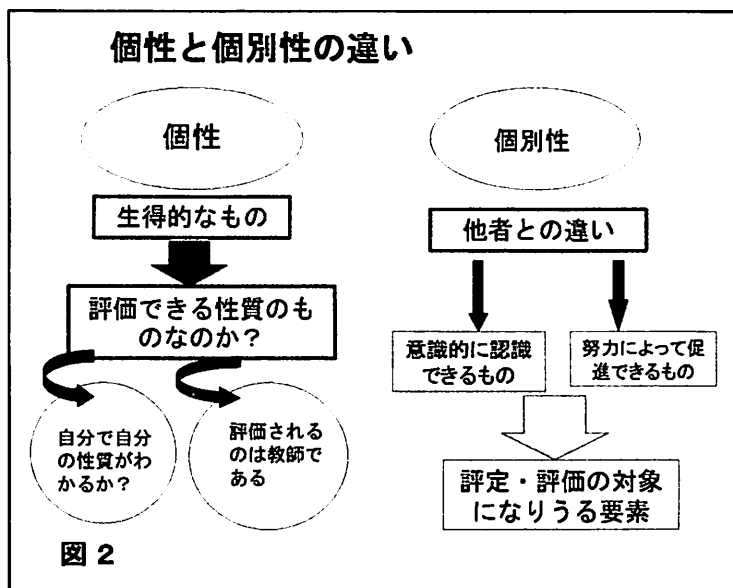 個性と個別性の違い
個性
生得的なもの
評価できる性質のも
のなのか？
自分で自分
の性質がわ
かるか？
評価される
のは教師で
ある
個別性
他者との違い
意識的に認識
できるもの
努力によって促
進できるもの
評定・評価の対象
になりうる要素
図２